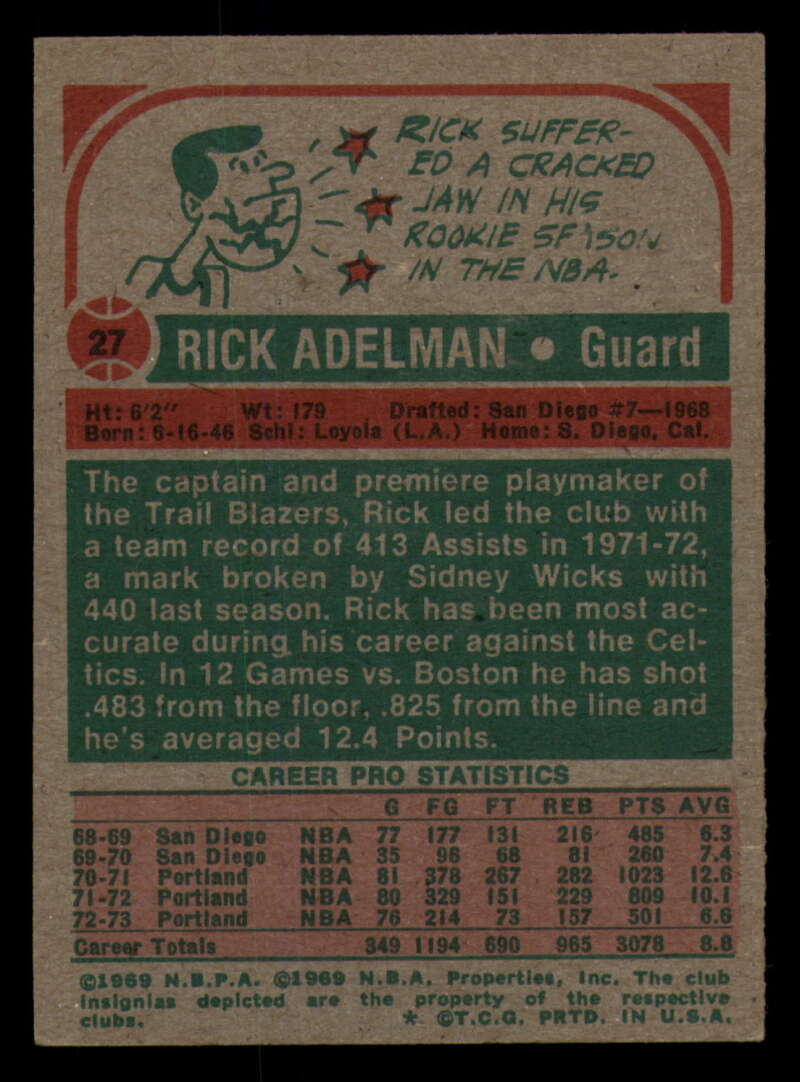 RICK SUFFER-
ED A CRACKED
JAW IN HIS
ROOKIE SEASON
IN THE NBA.
27
RICK ADELMAN • Guard
Ht: 6'2" Wt: 179 Drafted: San Diego #7—1968
Born: 6-16-46 Schl: Loyola (L.A.) Home: S. Diego, Cal.
The captain and premiere playmaker of
the Trail Blazers, Rick led the club with
a team record of 413 Assists in 1971-72,
a mark broken by Sidney Wicks with
440 last season. Rick has been most ac-
curate during his career against the Cel-
tics. In 12 Games vs. Boston he has shot
.483 from the floor, .825 from the line and
he's averaged 12.4 Points.
CAREER PRO STATISTICS
G FG FT REB PTS AVG
68-69 San Diego NBA 77 177 131 216 485 6.3
69-70 San Diego NBA 35 96 68 81 260 7.4
70-71 Portland NBA 81 378 267 282 1023 12.6
71-72 Portland NBA 80 329 151 229 809 10.1
72-73 Portland NBA 76 214 73 157 501 6.6
Career Totals 349 1194 690 965 3078 8.8
©1969 N.B.P.A. ©1969 N.B.A. Properties, Inc. The club
insignias depicted are the property of the respective
clubs. * ©T.C.G. PRTD. IN U.S.A.